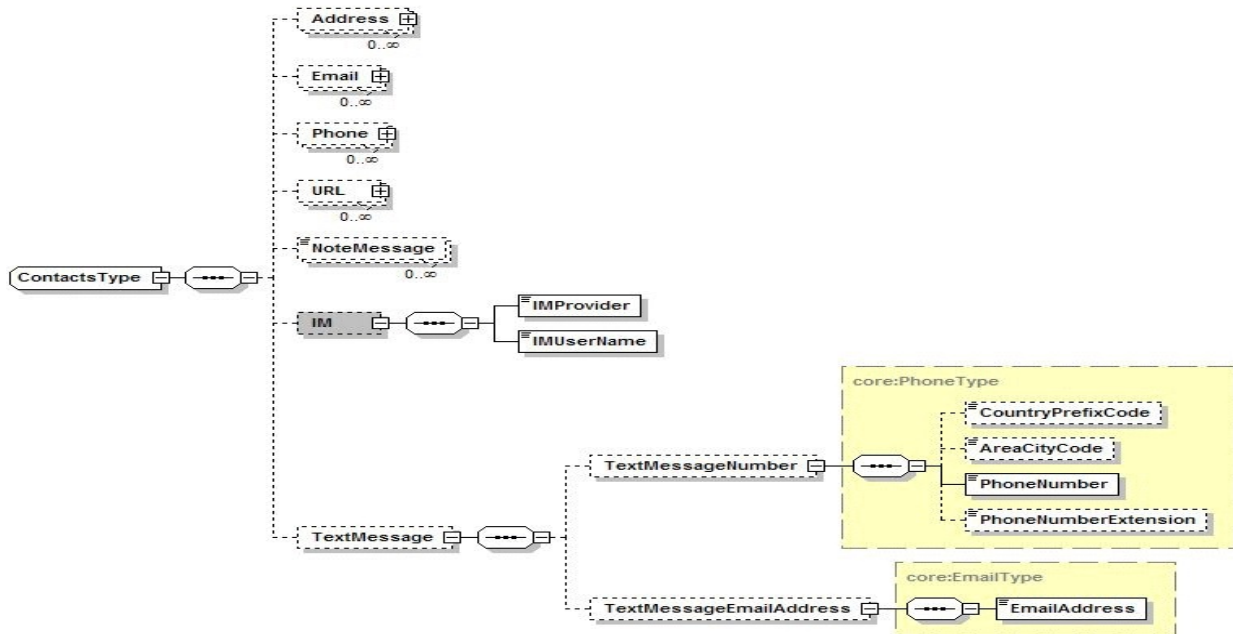 Address
0..∞
Email
0..∞
Phone
0..∞
URL
0..∞
NoteMessage
0..∞
ContactsType
IM
IMProvider
IMUserName
core:PhoneType
CountryPrefixCode
AreaCityCode
TextMessageNumber
PhoneNumber
PhoneNumberExtension
TextMessage
core:EmailType
TextMessageEmailAddress
EmailAddress